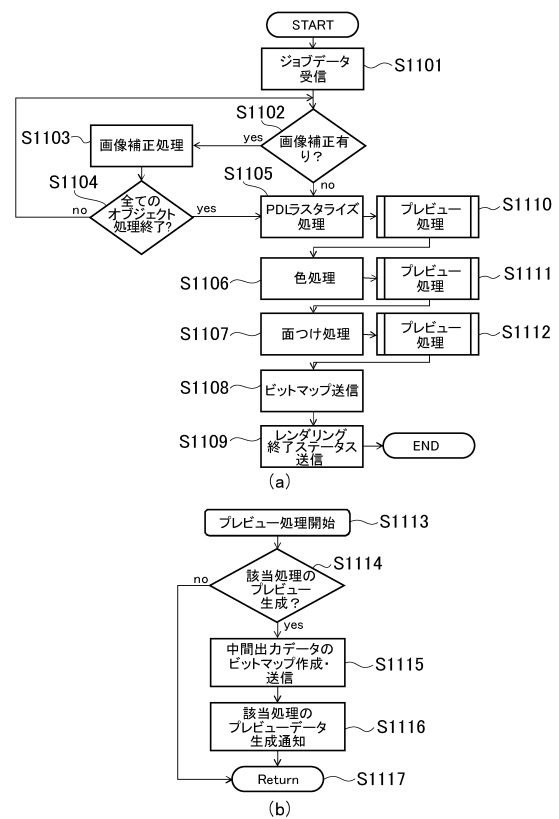 START
ジョブデータ
受信
S1101
S1102
画像補正有
り？
yes
no
S1103
画像補正処理
S1104
全ての
オブジェクト
処理終了?
no
yes
S1105
PDLラスタライズ
処理
プレビュー
処理
S1110
S1106
色処理
プレビュー
処理
S1111
S1107
面つけ処理
プレビュー
処理
S1112
S1108
ビットマップ送信
S1109
レンダリング
終了ステータス
送信
END
(a)
プレビュー処理開始
S1113
S1114
該当処理の
プレビュー
生成？
no
yes
中間出力データの
ビットマップ作成・
送信
S1115
該当処理の
プレビューデータ
生成通知
S1116
Return
S1117
(b)